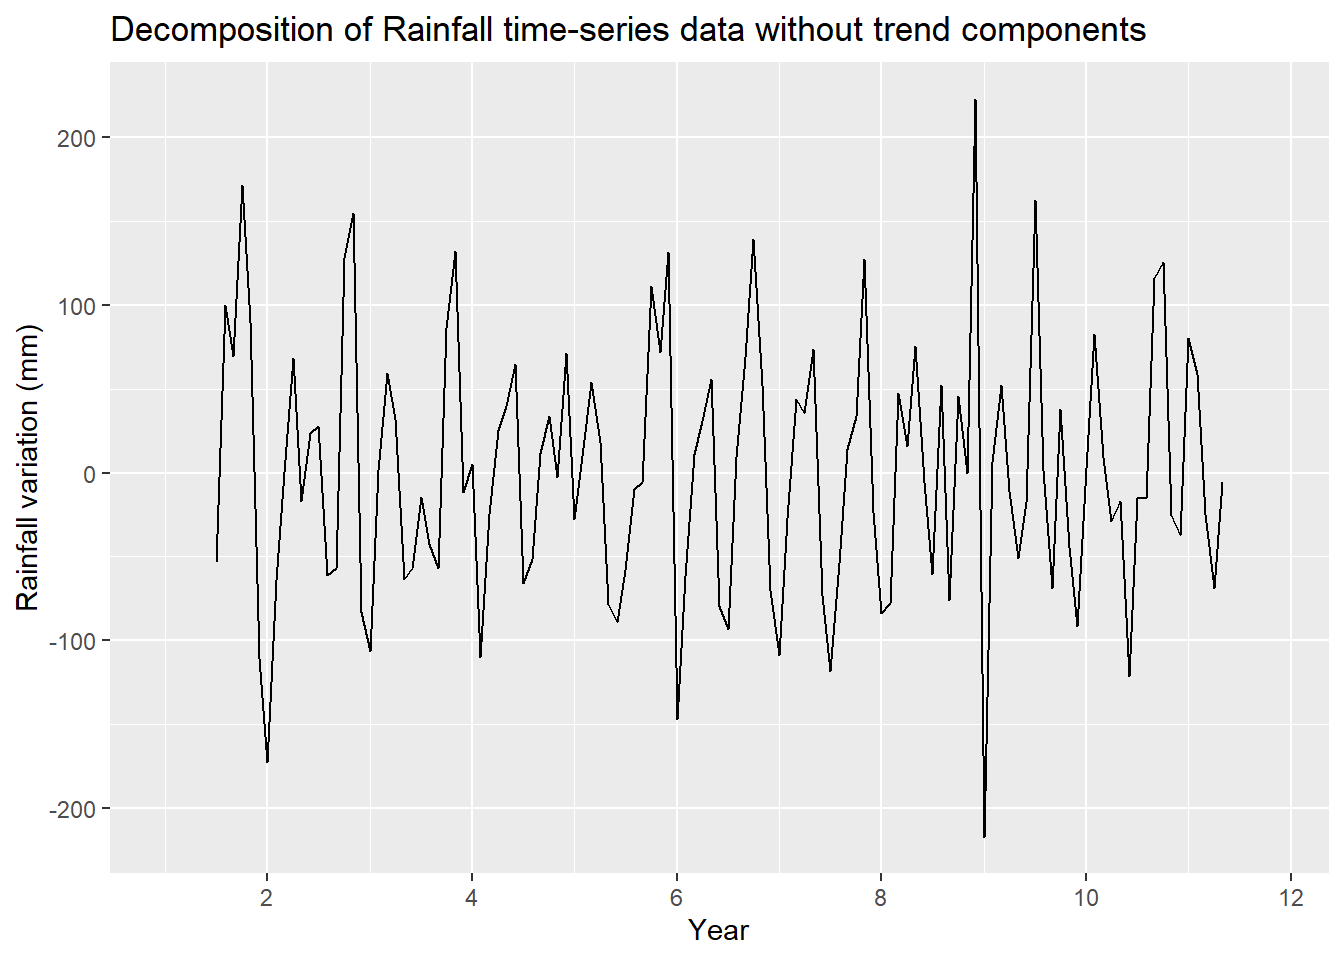 Decomposition of Rainfall time-series data without trend components
200
100
0
-100
-200
Rainfall variation (mm)
2 4 6 8 10 12
Year